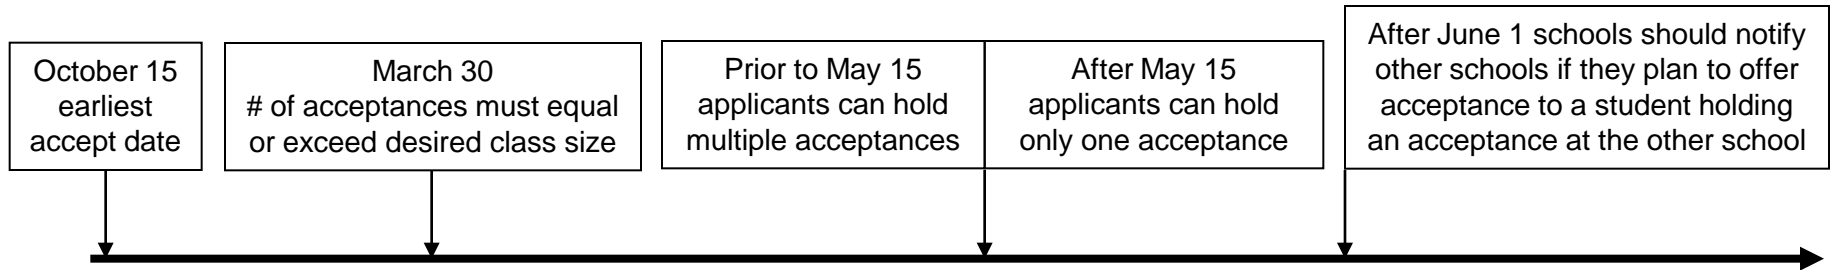 October 15
earliest
accept date
March 30
# of acceptances must equal
or exceed desired class size
Prior to May 15
applicants can hold
multiple acceptances
After May 15
applicants can hold
only one acceptance
After June 1 schools should notify
other schools if they plan to offer
acceptance to a student holding
an acceptance at the other school